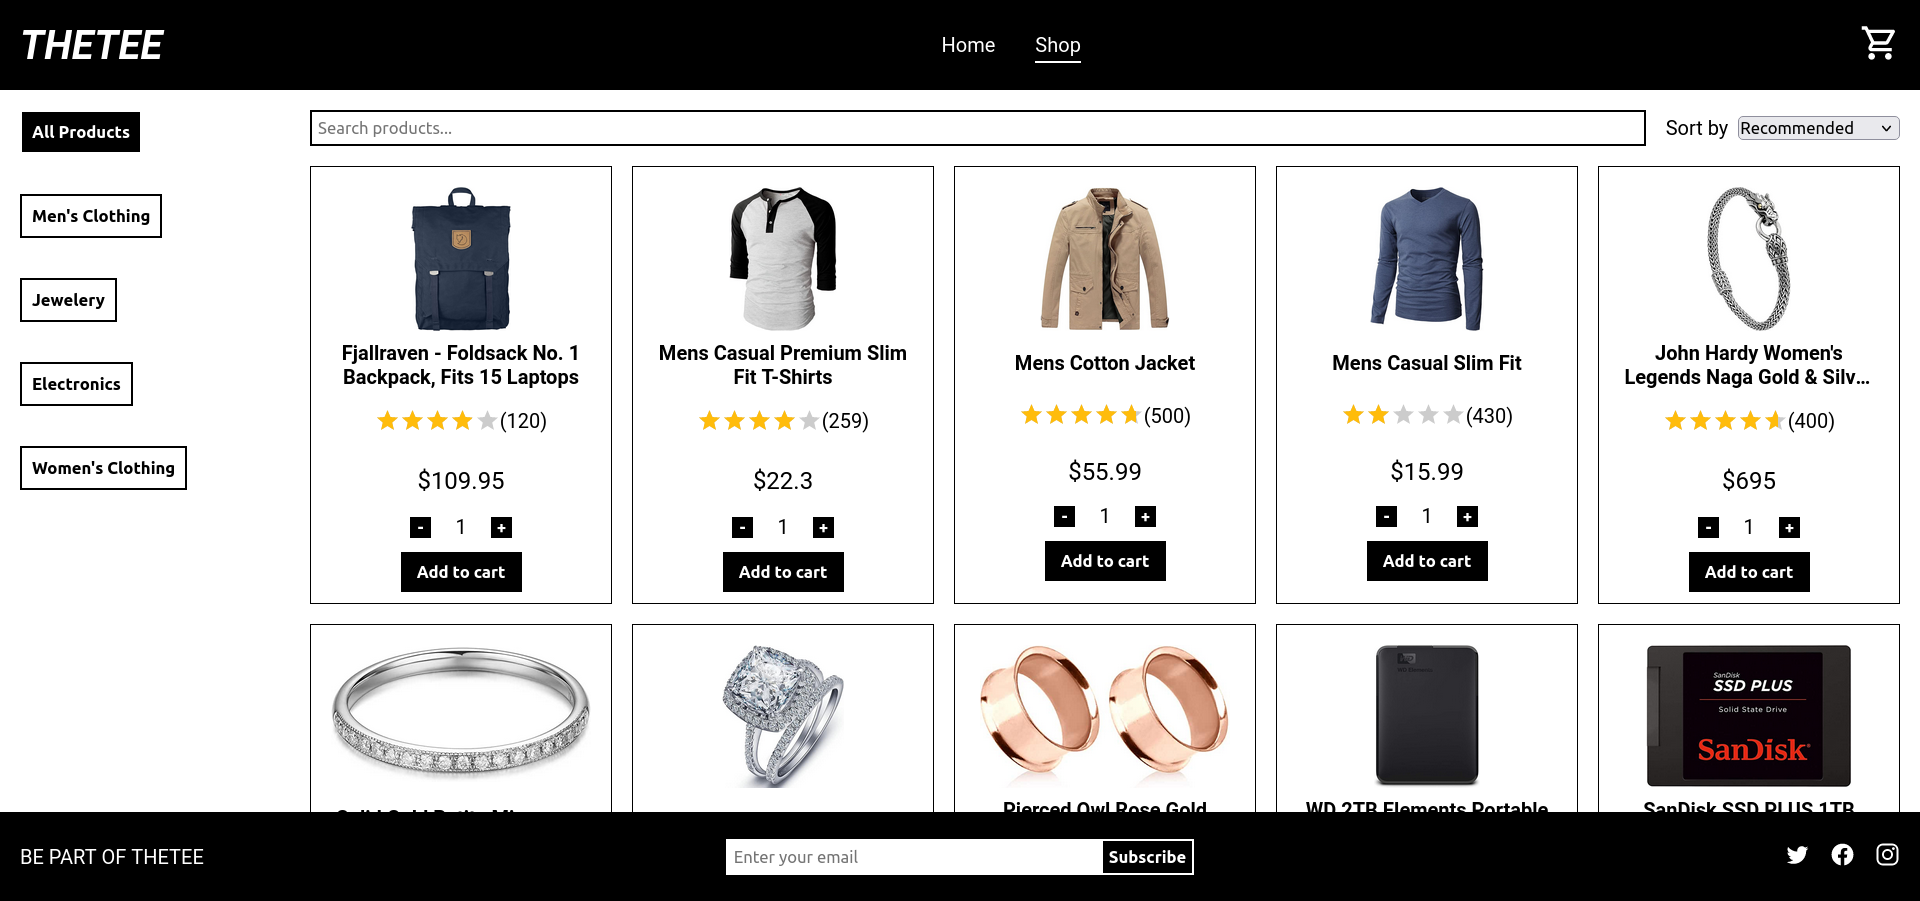 THETEE
Home
Shop
All Products
Men's Clothing
Jewelery
Electronics
Women's Clothing
Search products...
Sort by
Recommended
Fjallraven - Foldsack No. 1
Backpack, Fits 15 Laptops
(120)
$109.95
- 1 +
Add to cart
Mens Casual Premium Slim
Fit T-Shirts
(259)
$22.3
- 1 +
Add to cart
Mens Cotton Jacket
(500)
$55.99
- 1 +
Add to cart
Mens Casual Slim Fit
(430)
$15.99
- 1 +
Add to cart
John Hardy Women's
Legends Naga Gold & Silv...
(400)
$695
- 1 +
Add to cart
WD
SanDisk
SSD PLUS
Solid State Drive
SanDisk
Pierced Owl Rose Gold
WD 2TB Elements Portable
SanDisk SSD PLUS 1TB
BE PART OF THETEE
Enter your email
Subscribe